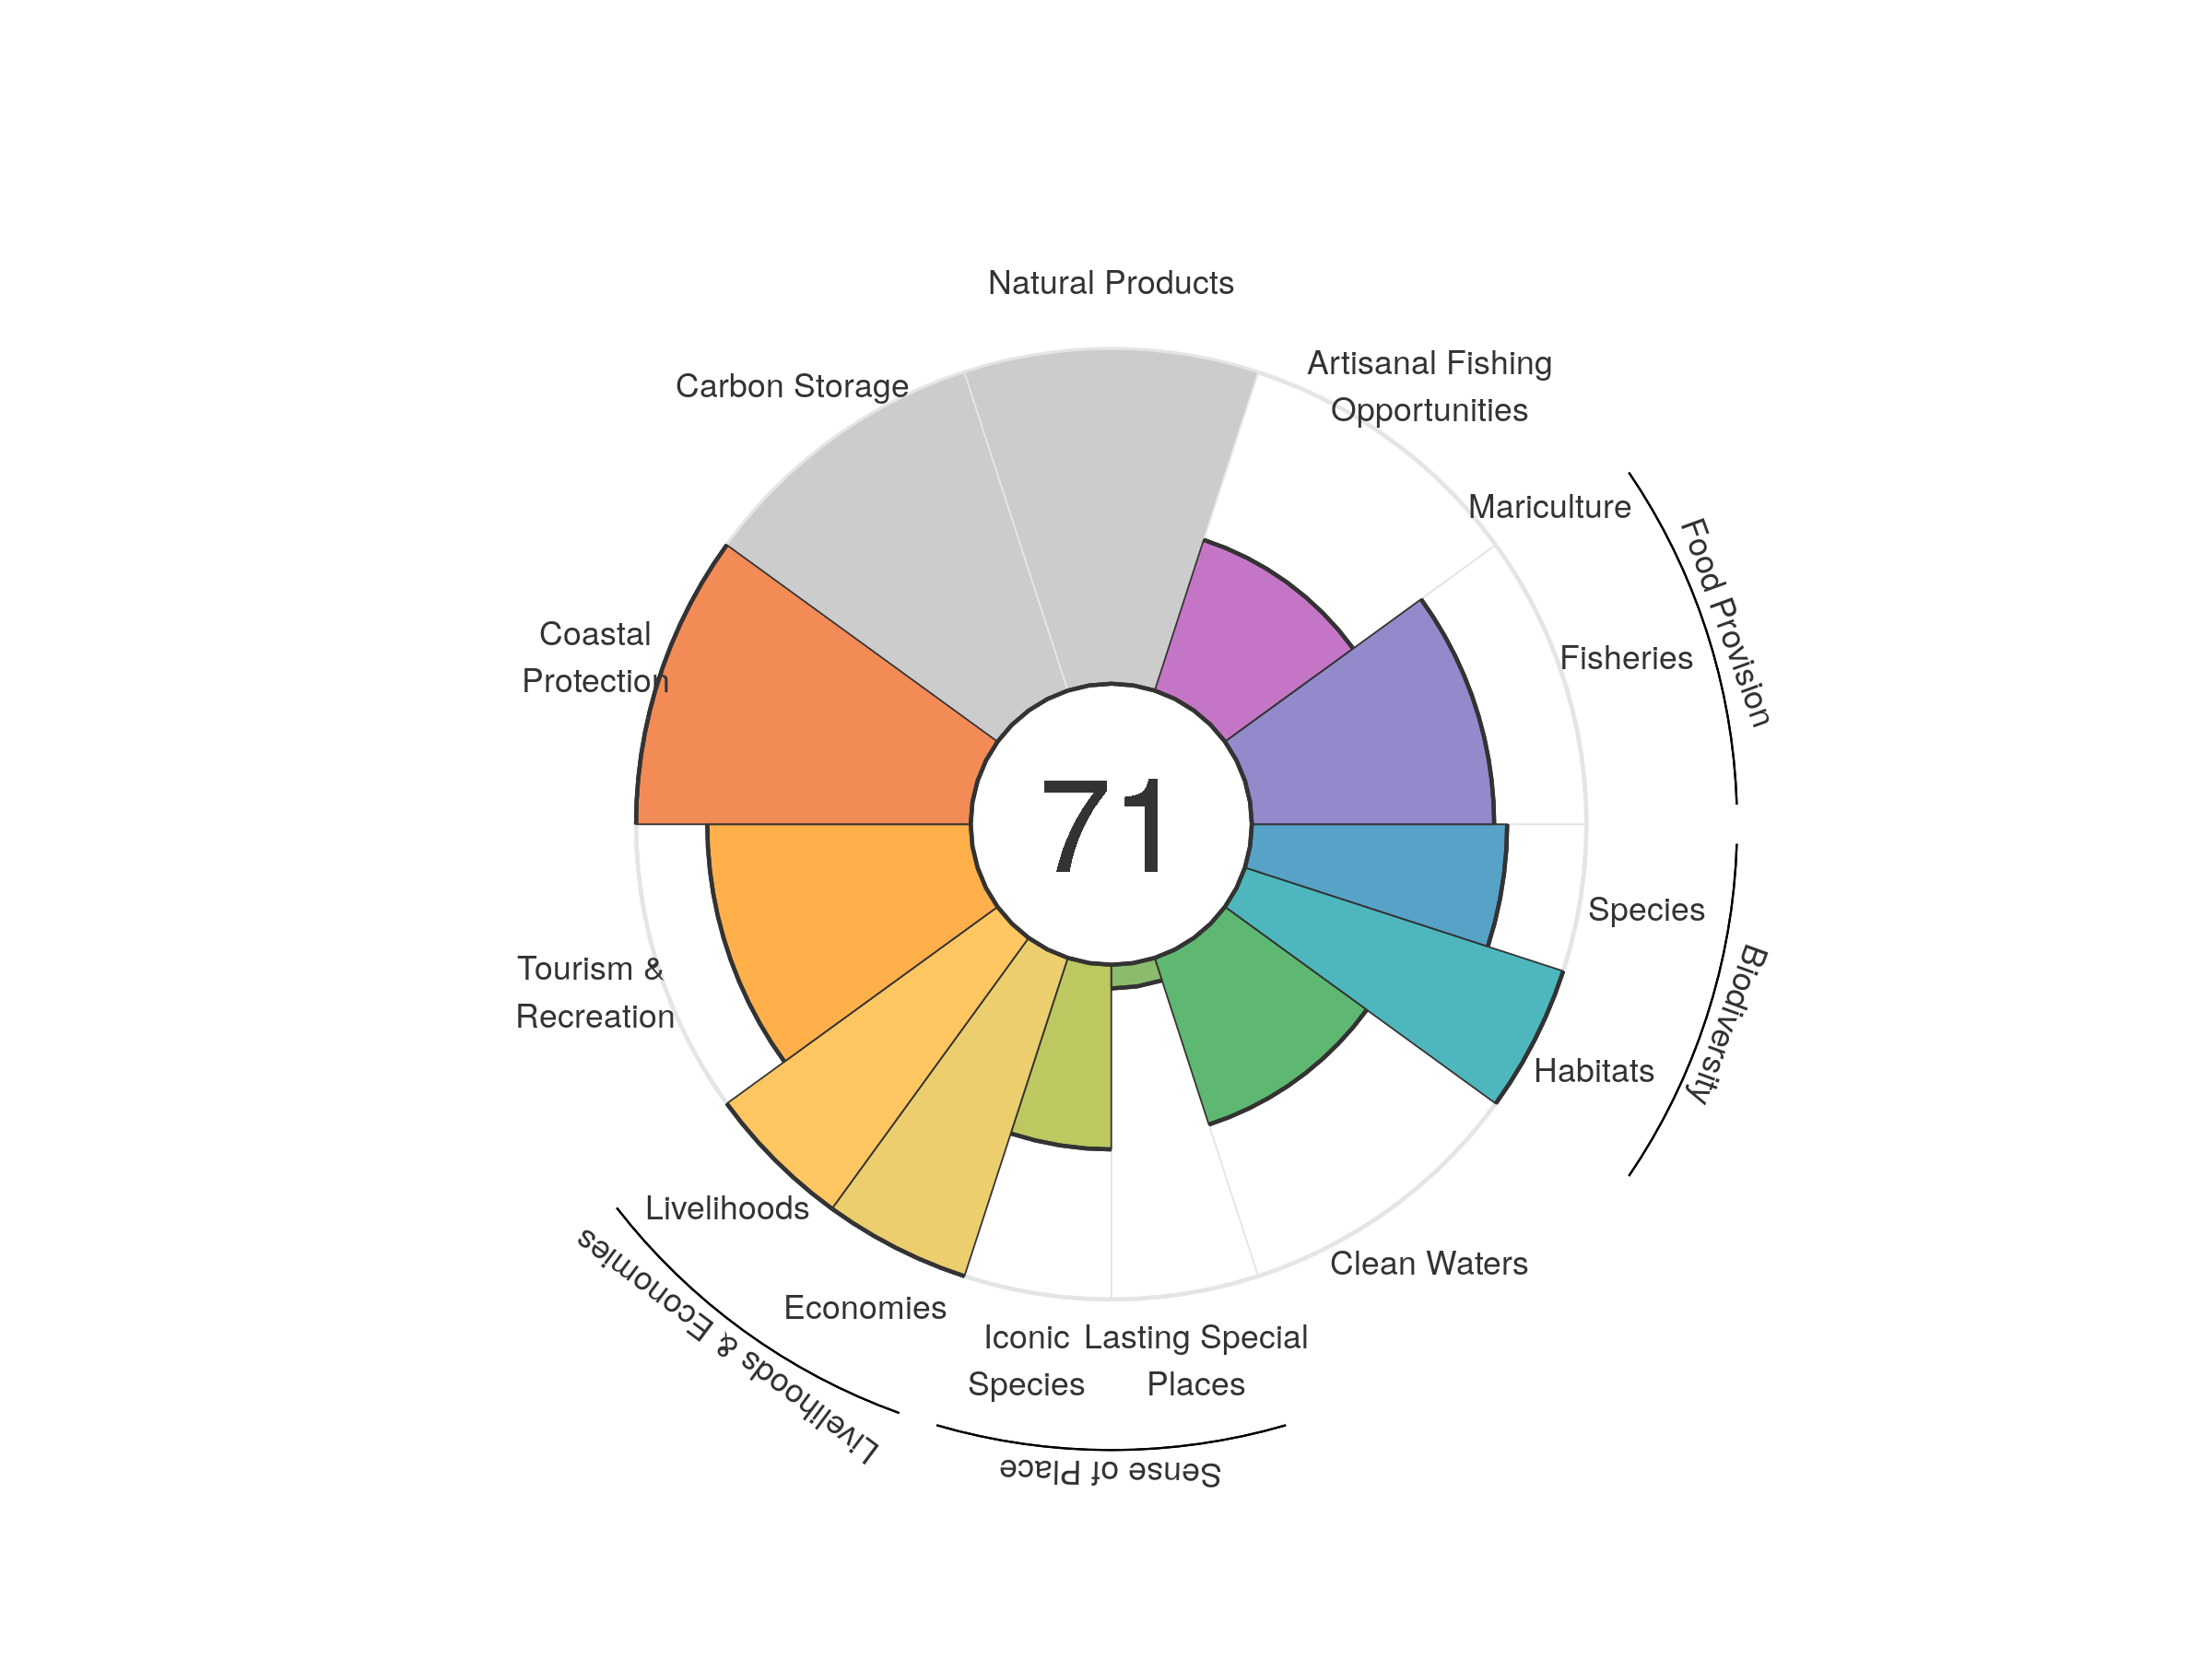 Natural Products
Artisanal Fishing
Opportunities
Carbon Storage
Mariculture
Food Provision
Coastal
Protection
Fisheries
71
Species
Biodiversity
Tourism &
Recreation
Habitats
Livelihoods
Clean Waters
Livelihoods & Economies
Economies
Iconic
Species
Lasting Special
Places
Sense of Place